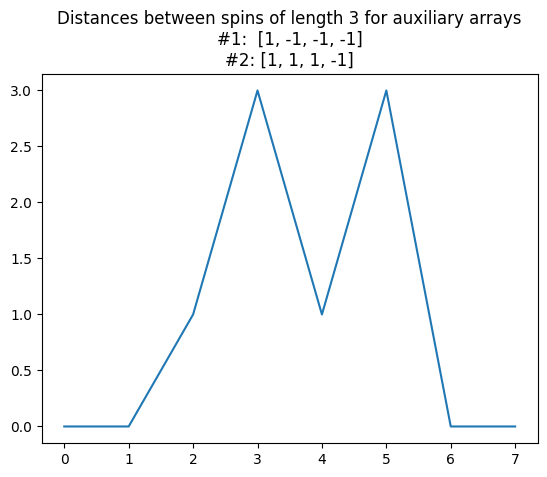 Distances between spins of length 3 for auxiliary arrays
#1:  [1, -1, -1, -1]
#2: [1, 1, 1, -1]
3.0
2.5
2.0
1.5
1.0
0.5
0.0
0 1 2 3 4 5 6 7